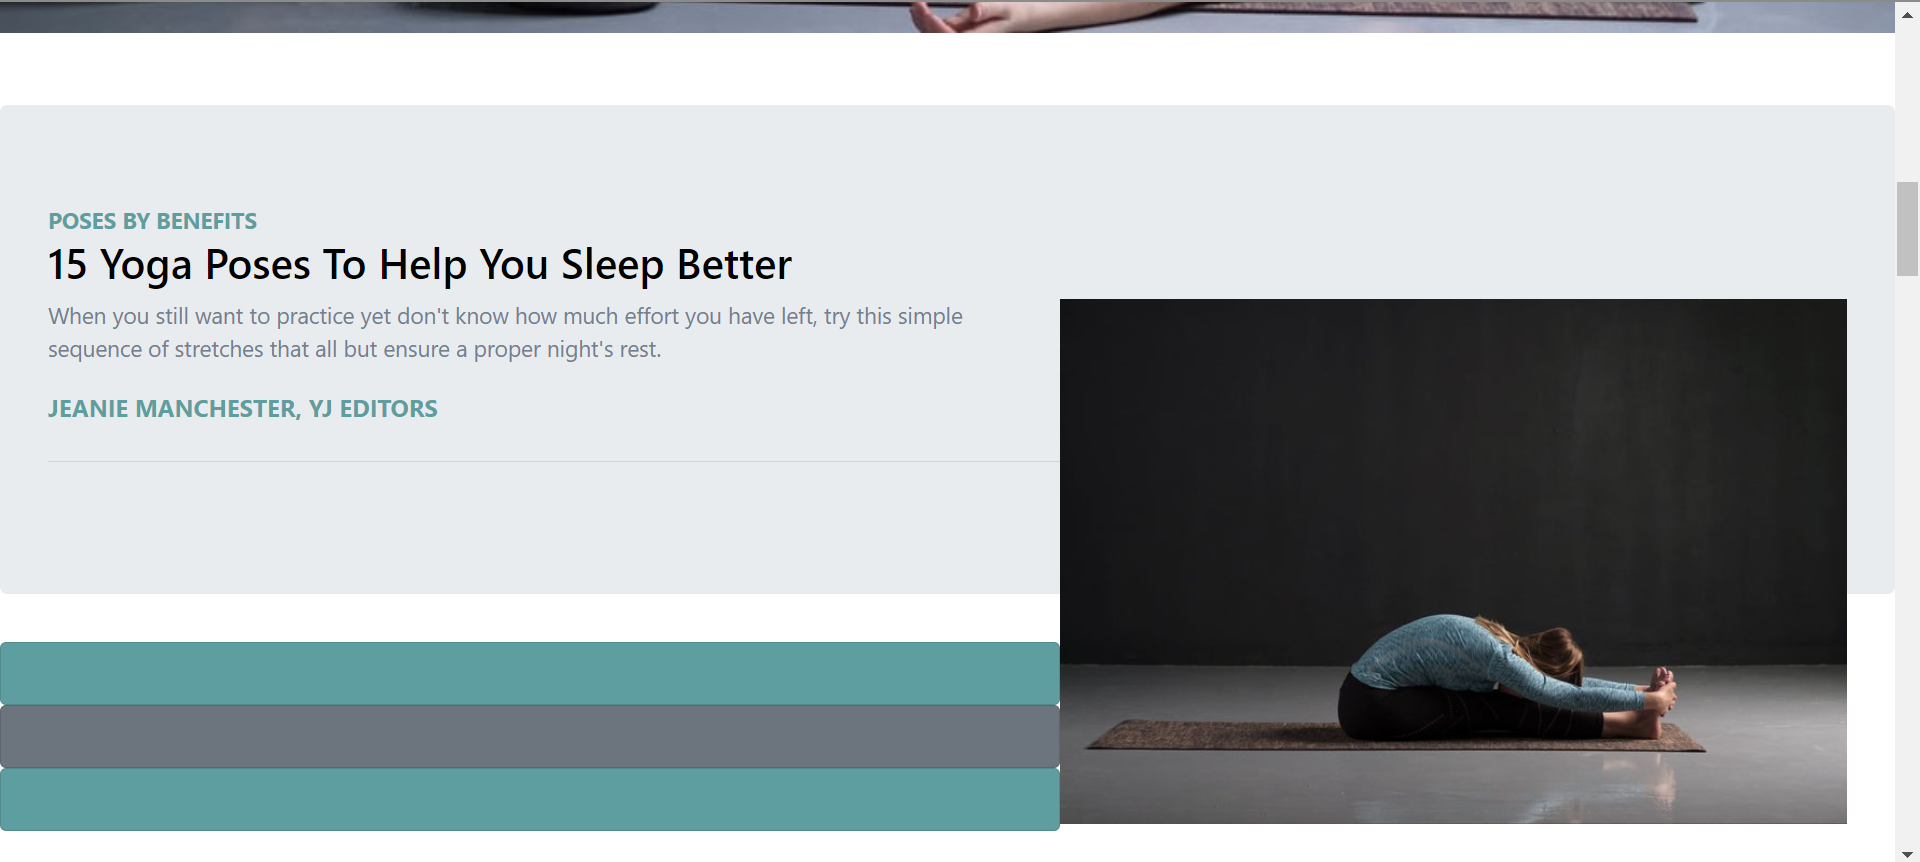 POSES BY BENEFITS
15 Yoga Poses To Help You Sleep Better
When you still want to practice yet don't know how much effort you have left, try this simple
sequence of stretches that all but ensure a proper night's rest.
JEANIE MANCHESTER, YJ EDITORS